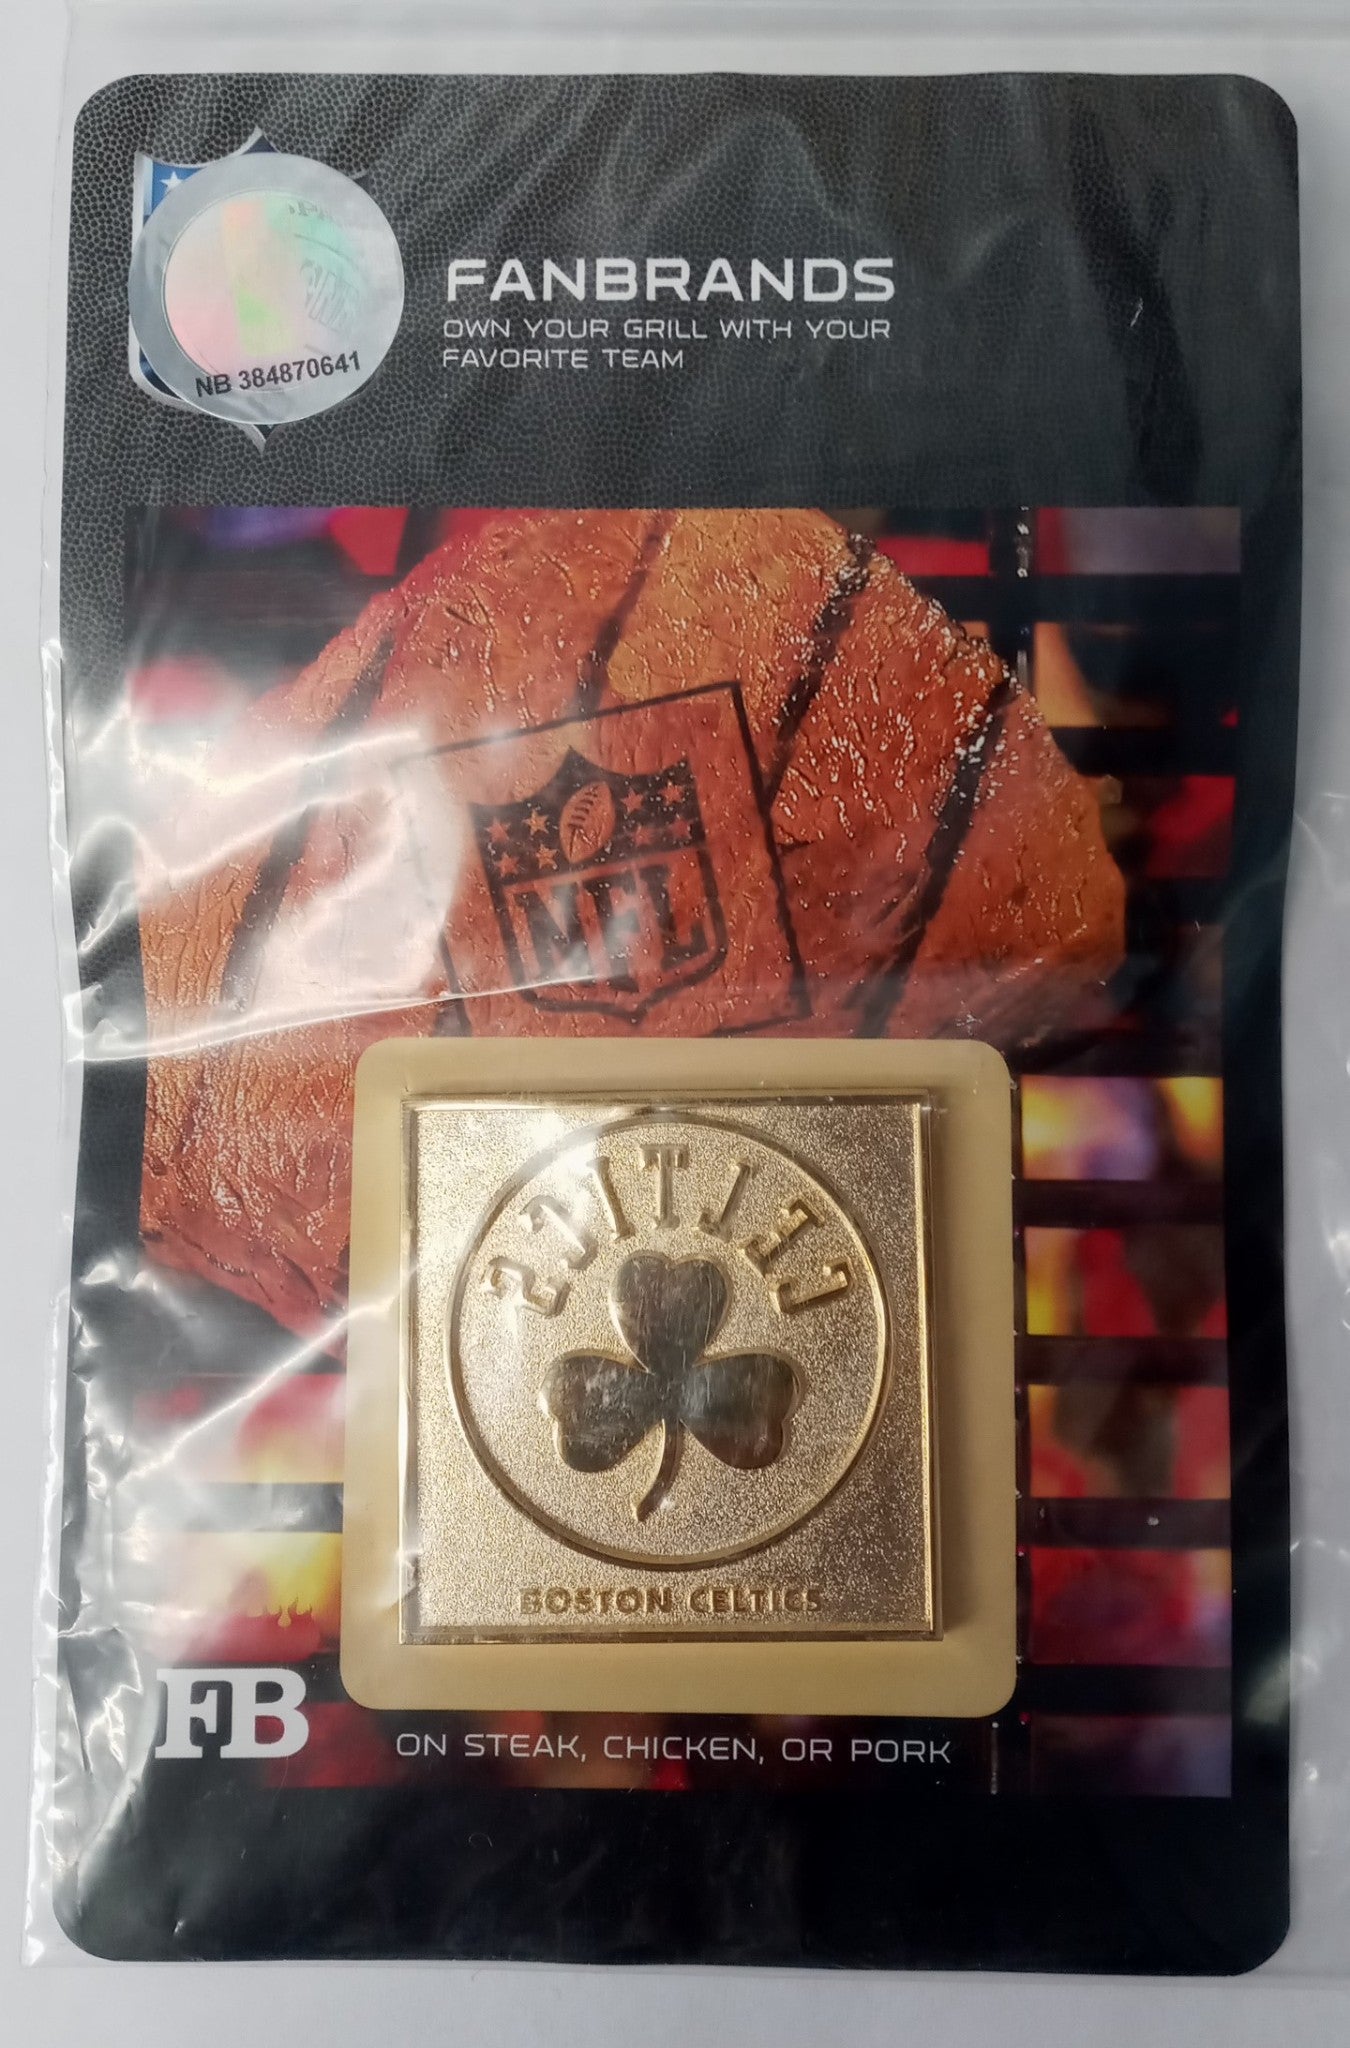 FANBRANDS
OWN YOUR GRILL WITH YOUR
FAVORITE TEAM
NB 384870641
NFL
CELTICS
BOSTON CELTICS
FB
ON STEAK, CHICKEN, OR PORK